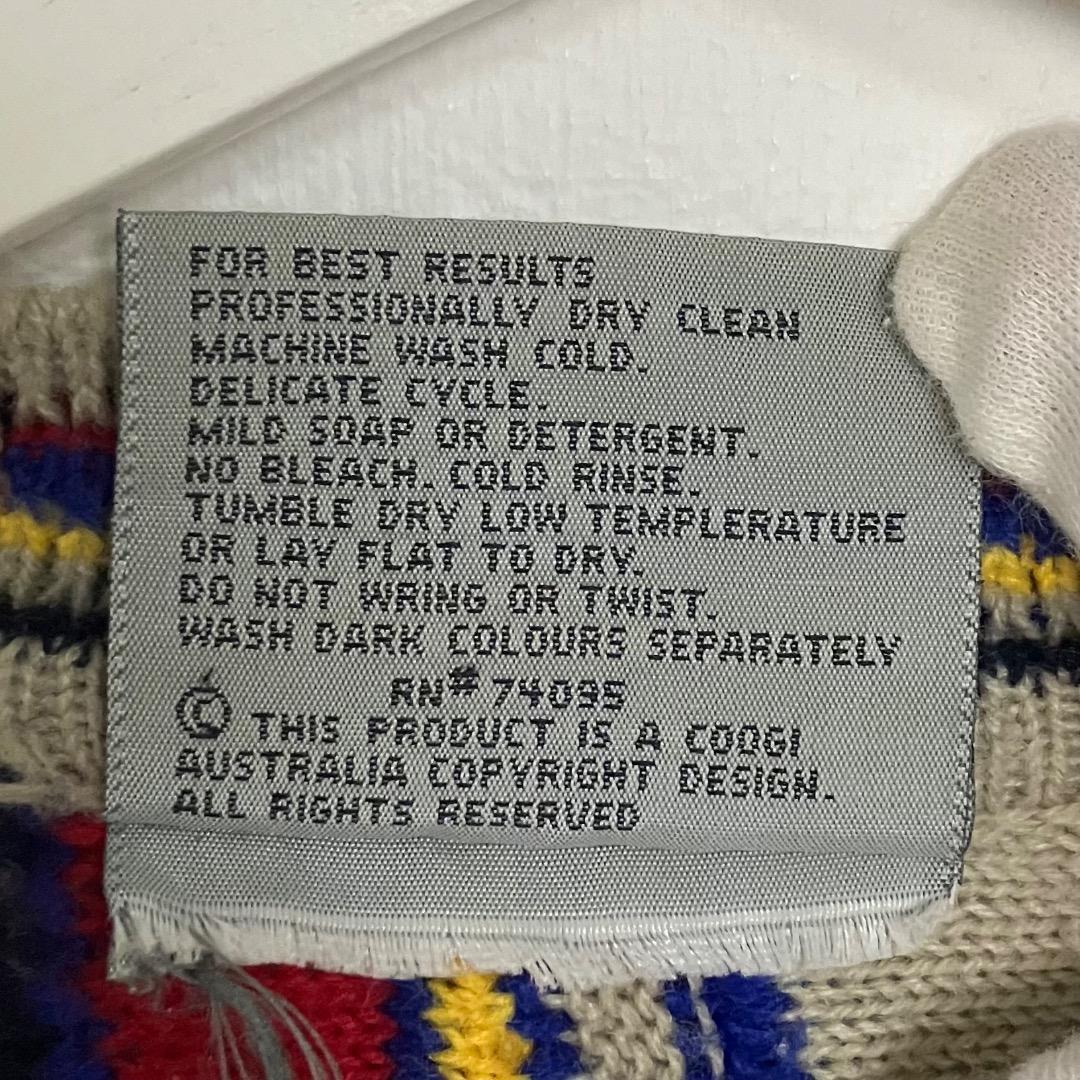 FOR BEST RESULTS
PROFESSIONALLY DRY CLEAN
MACHINE WASH COLD.
DELICATE CYCLE.
MILD SOAP OR DETERGENT.
NO BLEACH. COLD RINSE.
TUMBLE DRY LOW TEMPLERATURE
OR LAY FLAT TO DRY.
DO NOT WRING OR TWIST.
WASH DARK COLOURS SEPARATELY
RN# 74095
© THIS PRODUCT IS A COOGI
AUSTRALIA COPYRIGHT DESIGN.
ALL RIGHTS RESERVED